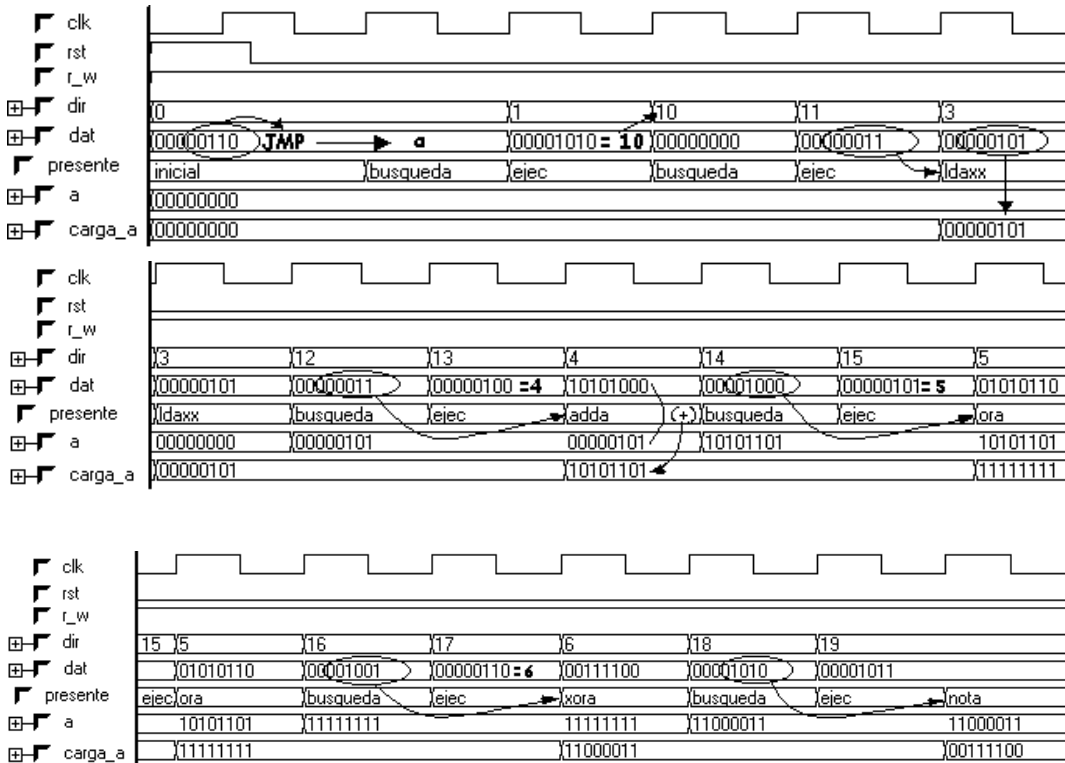 clk
rst
r_w
dir 0 1 10 11 3
dat 00000110 JMP a 00001010 = 10 00000000 00000011 00000101
presente inicial busqueda ejec busqueda ejec ldaxx
a 00000000
carga_a 00000000 00000101
clk
rst
r_w
dir 3 12 13 4 14 15 5
dat 00000101 00000011 00000100 =4 10101000 00001000 00000101= 5 01010110
presente ldaxx busqueda ejec adda (+) busqueda ejec ora
a 00000000 00000101 00000101 10101101 10101101
carga_a 00000101 10101101 11111111
clk
rst
r_w
dir 15 5 16 17 6 18 19
dat 01010110 00001001 00000110 =6 00111100 00001010 00001011
presente ejec ora busqueda ejec xora busqueda ejec nota
a 10101101 11111111 11111111 11000011 11000011
carga_a 11111111 11000011 00111100